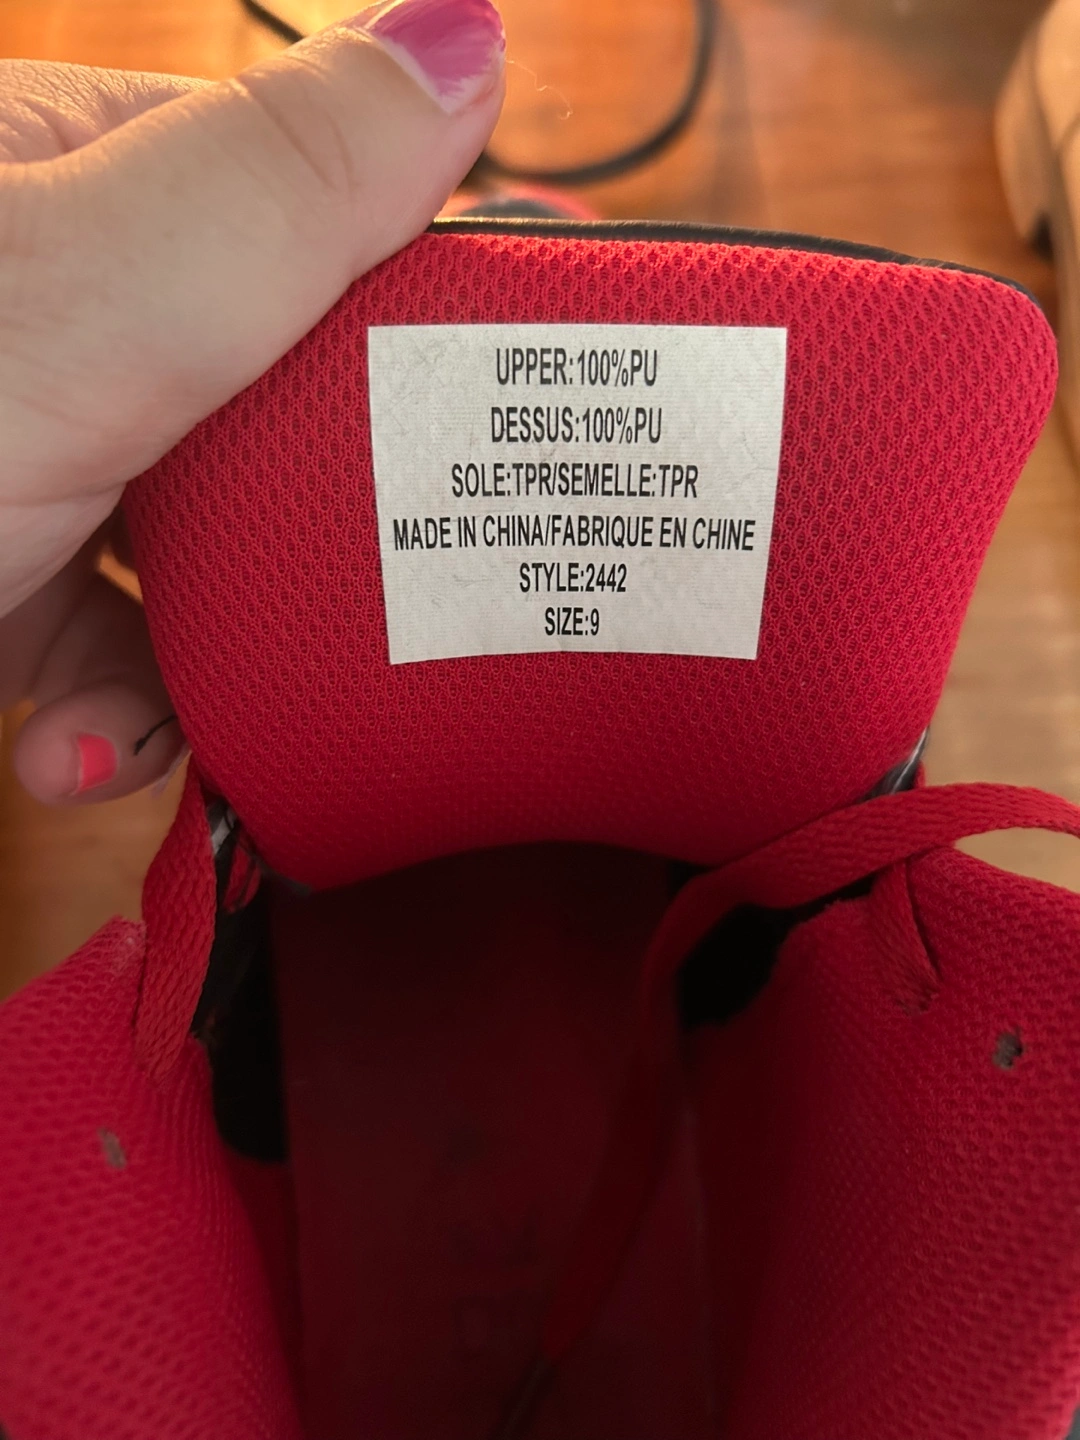 UPPER:100%PU
DESSUS:100%PU
SOLE:TPR/SEMELLE:TPR
MADE IN CHINA/FABRIQUE EN CHINE
STYLE:2442
SIZE:9